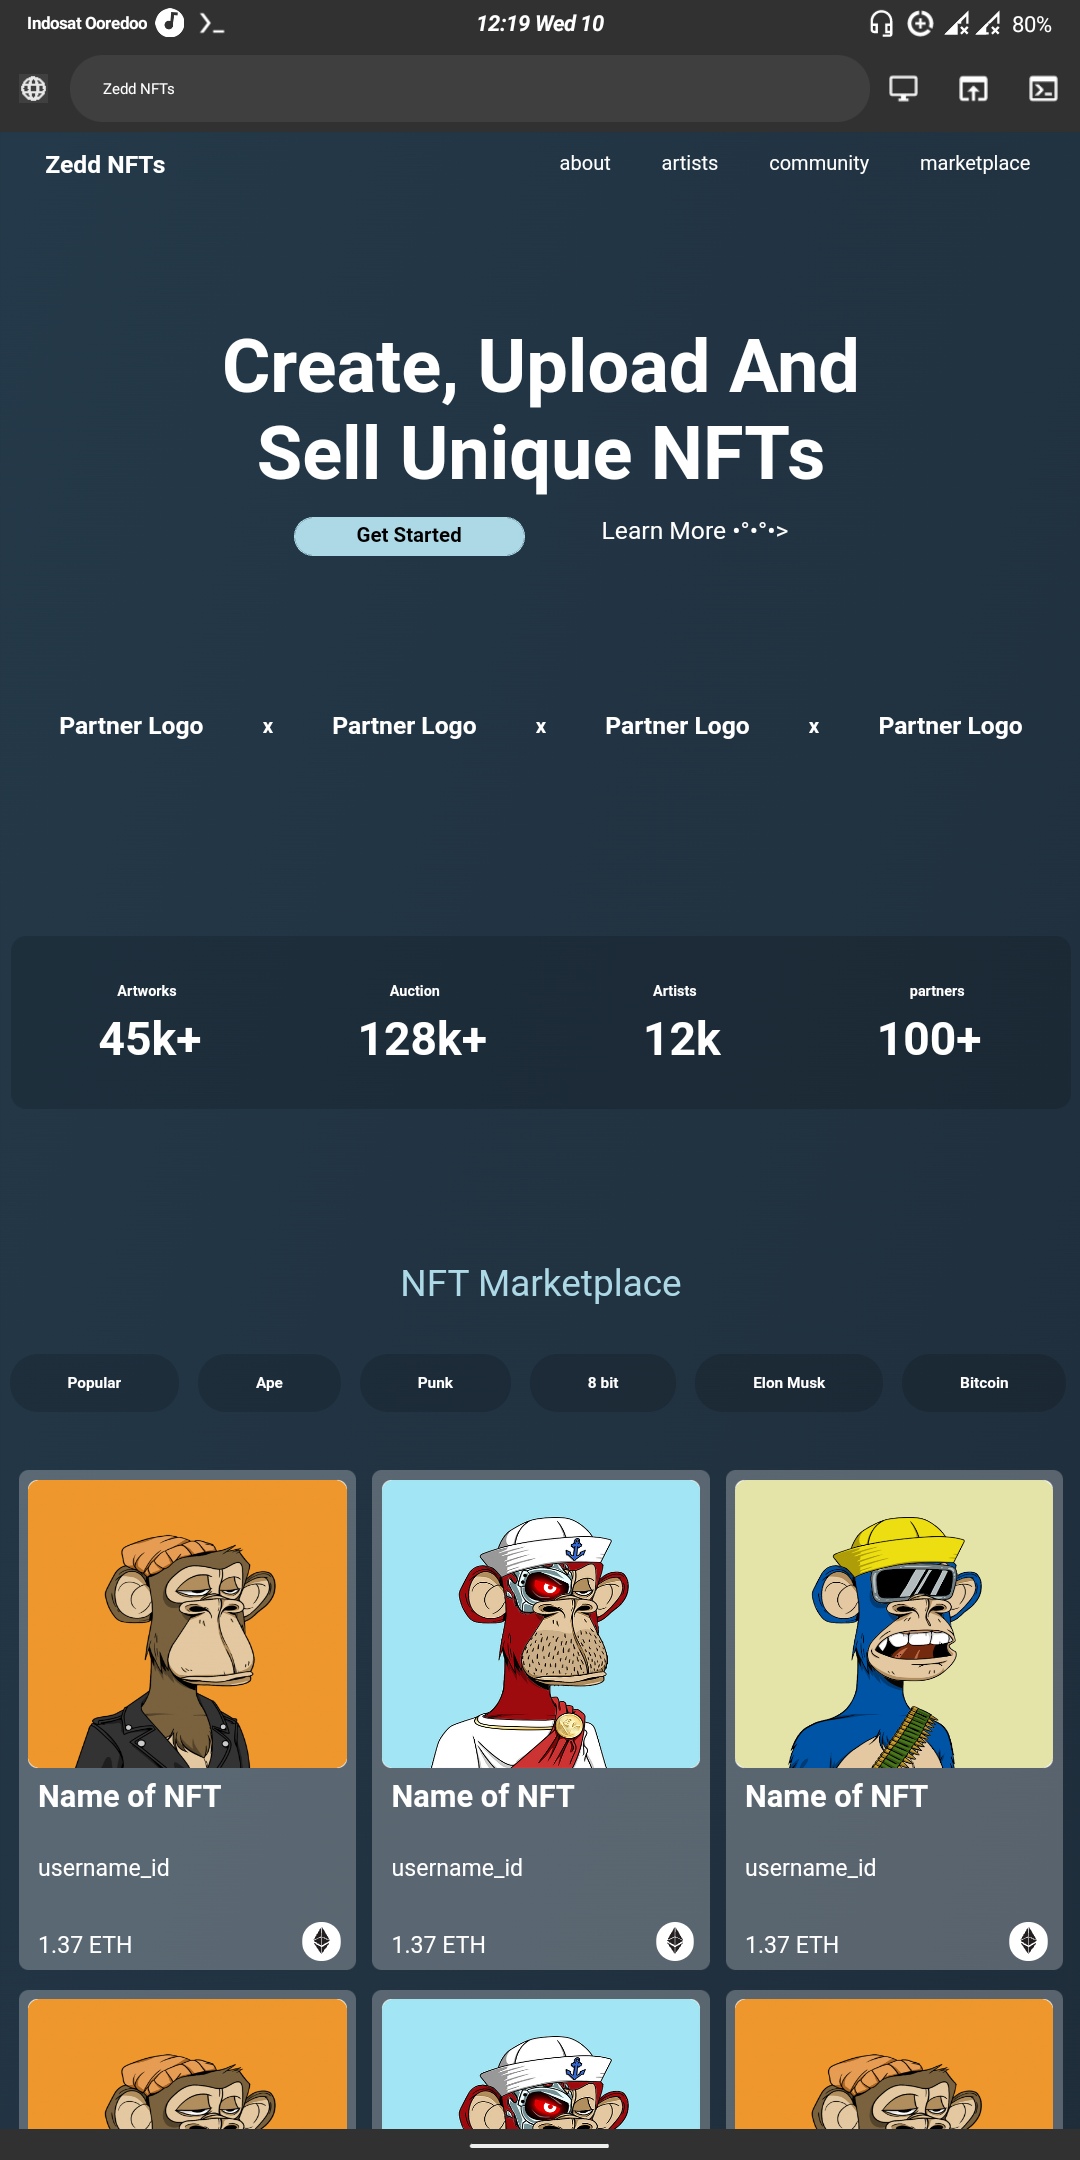 Indosat Ooredoo
12:19 Wed 10
80%
Zedd NFTs
Zedd NFTs
about artists community marketplace
Create, Upload And
Sell Unique NFTs
Get Started
Learn More •°•°•>
Partner Logo x Partner Logo x Partner Logo x Partner Logo
Artworks Auction Artists partners
45k+ 128k+ 12k 100+
NFT Marketplace
Popular Ape Punk 8 bit Elon Musk Bitcoin
Name of NFT Name of NFT Name of NFT
username_id username_id username_id
1.37 ETH 1.37 ETH 1.37 ETH